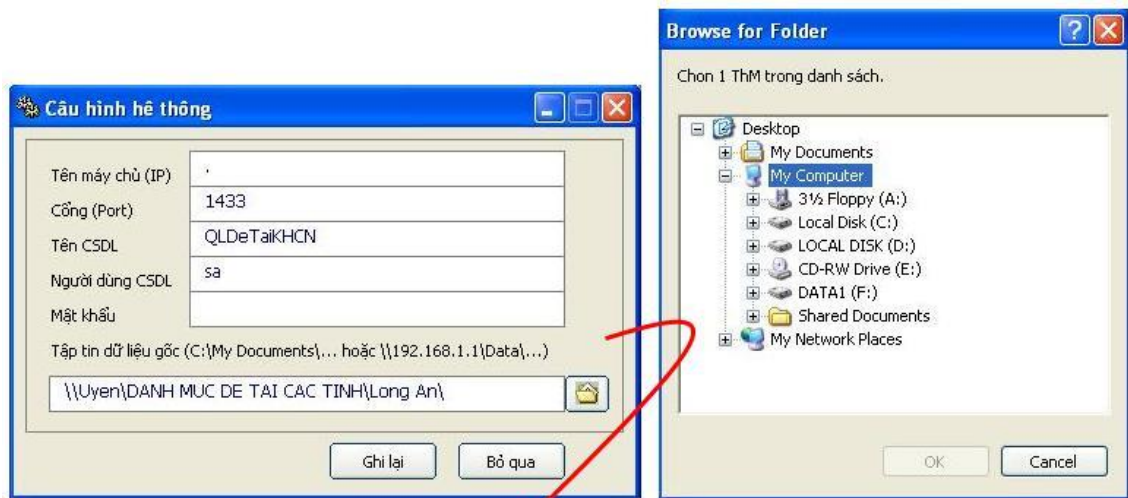 Câu hình hê thông
Tên máy chủ (IP)
.
Cổng (Port)
1433
Tên CSDL
QLDeTaiKHCN
Người dùng CSDL
sa
Mật khẩu
Tập tin dữ liệu gốc (C:\My Documents\... hoặc \\192.168.1.1\Data\...)
\\Uyen\DANH MUC DE TAI CAC TINH\Long An\
Ghi lại
Bỏ qua
Browse for Folder
Chon 1 ThM trong danh sách.
Desktop
My Documents
My Computer
3½ Floppy (A:)
Local Disk (C:)
LOCAL DISK (D:)
CD-RW Drive (E:)
DATA1 (F:)
Shared Documents
My Network Places
OK
Cancel